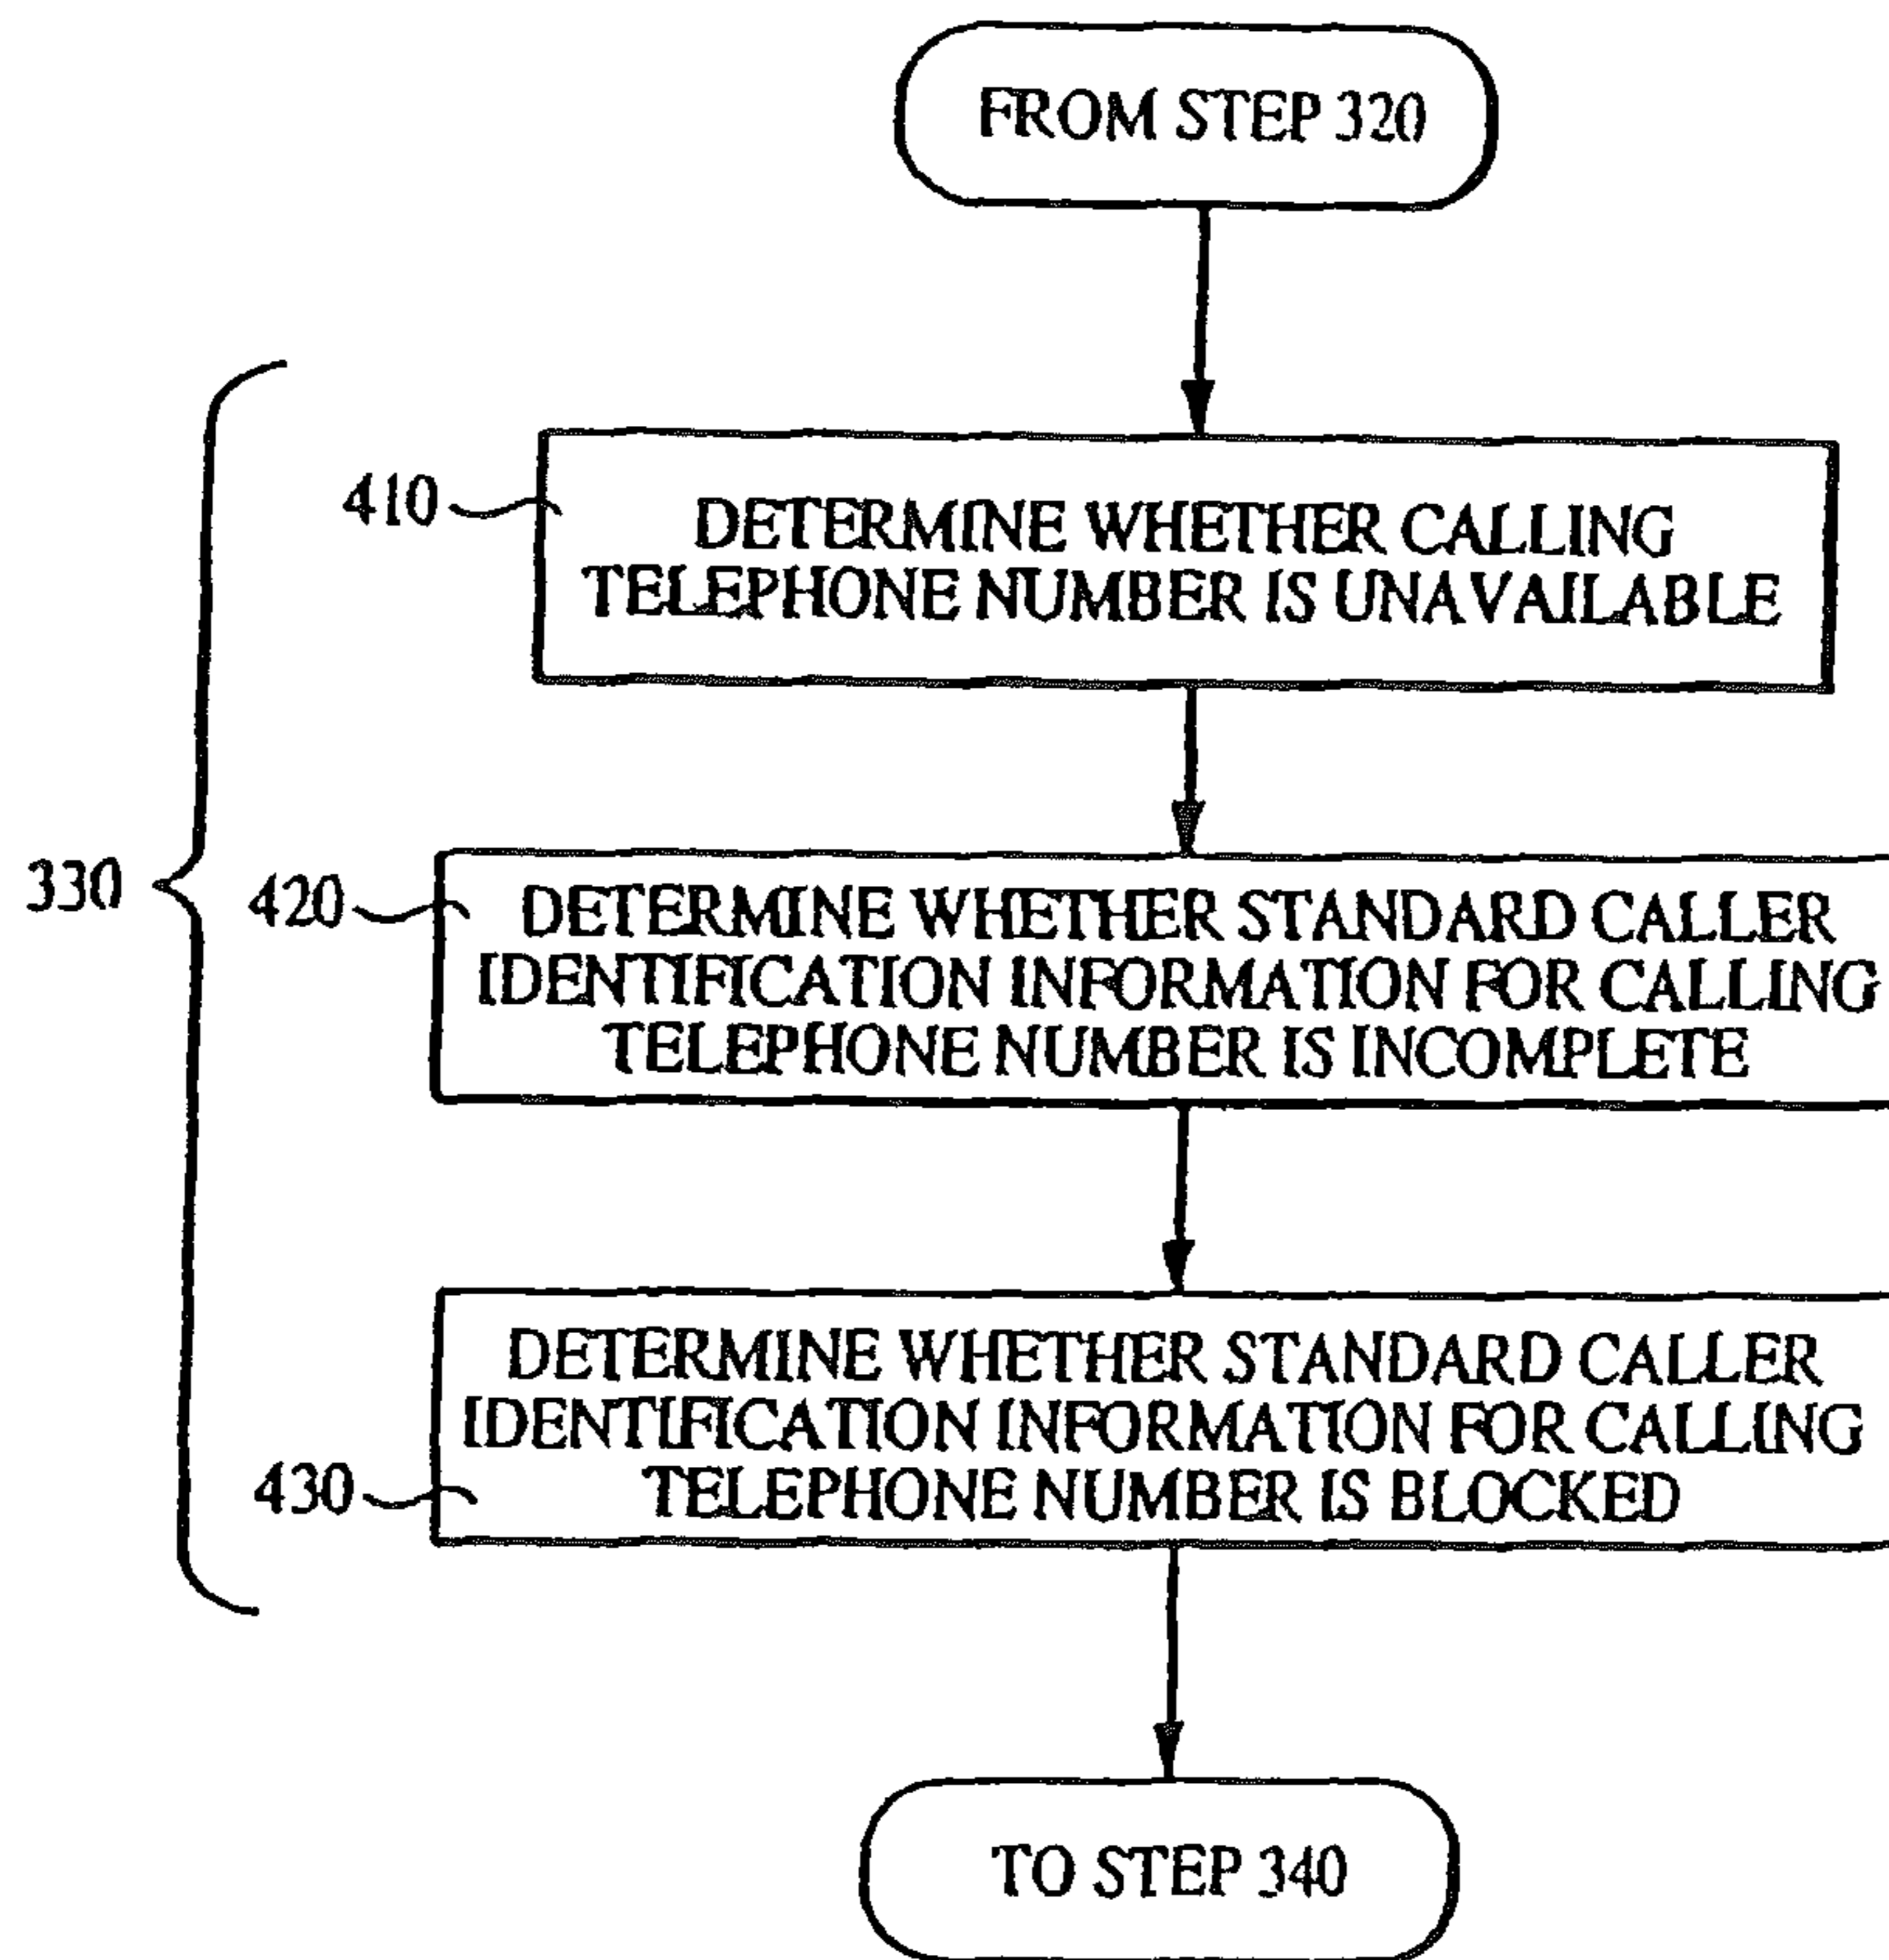 FROM STEP 320
410
DETERMINE WHETHER CALLING
TELEPHONE NUMBER IS UNAVAILABLE
330
420
DETERMINE WHETHER STANDARD CALLER
IDENTIFICATION INFORMATION FOR CALLING
TELEPHONE NUMBER IS INCOMPLETE
DETERMINE WHETHER STANDARD CALLER
IDENTIFICATION INFORMATION FOR CALLING
TELEPHONE NUMBER IS BLOCKED
430
TO STEP 340